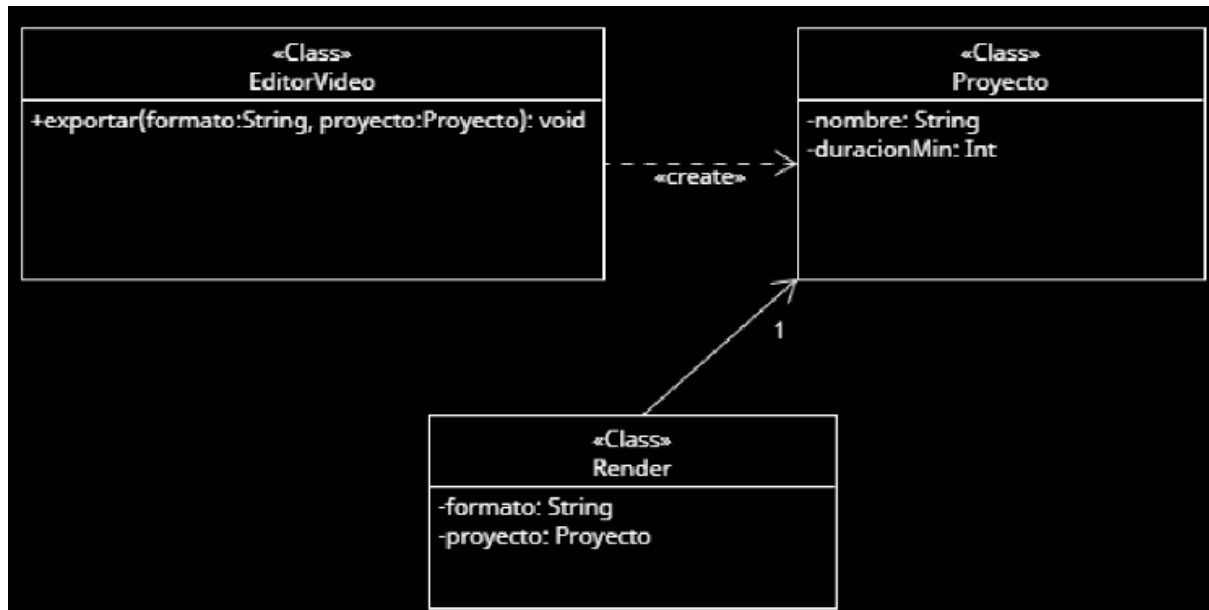 «Class»
EditorVideo
+exportar(formato:String, proyecto:Proyecto): void
«Class»
Proyecto
-nombre: String
-duracionMin: Int
«create»
1
«Class»
Render
-formato: String
-proyecto: Proyecto